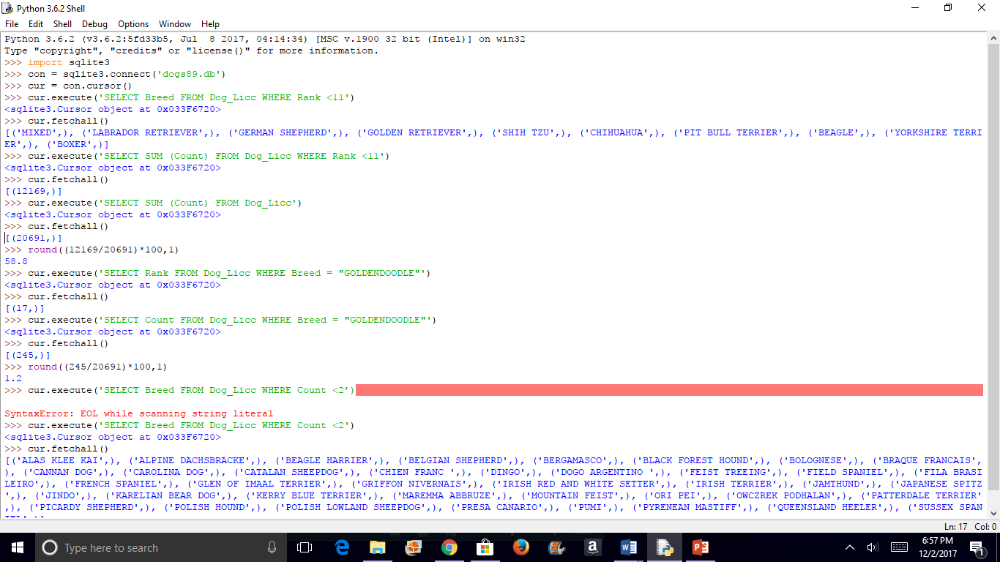 Python 3.6.2 Shell
File Edit Shell Debug Options Window Help
Python 3.6.2 (v3.6.2:5fd33b5, Jul  8 2017, 04:14:34) [MSC v.1900 32 bit (Intel)] on win32
Type "copyright", "credits" or "license()" for more information.
>>> import sqlite3
>>> con = sqlite3.connect('dogs89.db')
>>> cur = con.cursor()
>>> cur.execute('SELECT Breed FROM Dog_Licc WHERE Rank <11')
<sqlite3.Cursor object at 0x033F6720>
>>> cur.fetchall()
[('MIXED',), ('LABRADOR RETRIEVER',), ('GERMAN SHEPHERD',), ('GOLDEN RETRIEVER',), ('SHIH TZU',), ('CHIHUAHUA',), ('PIT BULL TERRIER',), ('BEAGLE',), ('YORKSHIRE TERRI
ER',), ('BOXER',)]
>>> cur.execute('SELECT SUM (Count) FROM Dog_Licc WHERE Rank <11')
<sqlite3.Cursor object at 0x033F6720>
>>> cur.fetchall()
[(12169,)]
>>> cur.execute('SELECT SUM (Count) FROM Dog_Licc')
<sqlite3.Cursor object at 0x033F6720>
>>> cur.fetchall()
[(20691,)]
>>> round((12169/20691)*100,1)
58.8
>>> cur.execute('SELECT Rank FROM Dog_Licc WHERE Breed = "GOLDENDOODLE"')
<sqlite3.Cursor object at 0x033F6720>
>>> cur.fetchall()
[(17,)]
>>> cur.execute('SELECT Count FROM Dog_Licc WHERE Breed = "GOLDENDOODLE"')
<sqlite3.Cursor object at 0x033F6720>
>>> cur.fetchall()
[(245,)]
>>> round((245/20691)*100,1)
1.2
>>> cur.execute('SELECT Breed FROM Dog_Licc WHERE Count <2’)
SyntaxError: EOL while scanning string literal
>>> cur.execute('SELECT Breed FROM Dog_Licc WHERE Count <2')
<sqlite3.Cursor object at 0x033F6720>
>>> cur.fetchall()
[('ALAS KLEE KAI',), ('ALPINE DACHSBRACKE',), ('BEAGLE HARRIER',), ('BELGIAN SHEPHERD',), ('BERGAMASCO',), ('BLACK FOREST HOUND',), ('BOLOGNESE',), ('BRAQUE FRANCAIS',
), ('CANNAN DOG',), ('CAROLINA DOG',), ('CATALAN SHEEPDOG',), ('CHIEN FRANC ',), ('DINGO',), ('DOGO ARGENTINO ',), ('FEIST TREEING',), ('FIELD SPANIEL',), ('FILA BRASI
LEIRO',), ('FRENCH SPANIEL',), ('GLEN OF IMAAL TERRIER',), ('GRIFFON NIVERNAIS',), ('IRISH RED AND WHITE SETTER',), ('IRISH TERRIER',), ('JAMTHUND',), ('JAPANESE SPITZ
',), ('JINDO',), ('KARELIAN BEAR DOG',), ('KERRY BLUE TERRIER',), ('MAREMMA ABBRUZE',), ('MOUNTAIN FEIST',), ('ORI PEI',), ('OWCZREK PODHALAN',), ('PATTERDALE TERRIER'
,), ('PICARDY SHEPHERD',), ('POLISH HOUND',), ('POLISH LOWLAND SHEEPDOG',), ('PRESA CANARIO',), ('PUMI',), ('PYRENEAN MASTIFF',), ('QUEENSLAND HEELER',), ('SUSSEX SPAN
IEL',)]
Ln: 17 Col: 0
Type here to search
6:57 PM
12/2/2017
1